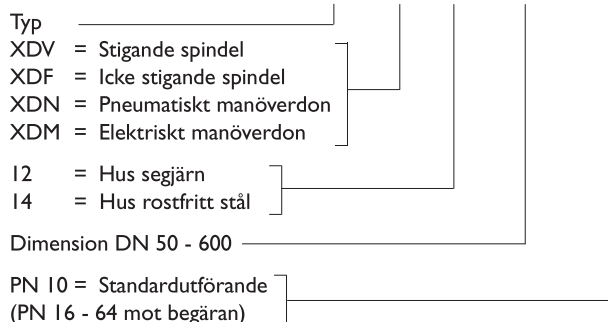 Typ
XDV = Stigande spindel
XDF = Icke stigande spindel
XDN = Pneumatiskt manöverdon
XDM = Elektriskt manöverdon
12 = Hus segjärn
14 = Hus rostfritt stål
Dimension DN 50 - 600
PN 10 = Standardutförande
(PN 16 - 64 mot begäran)